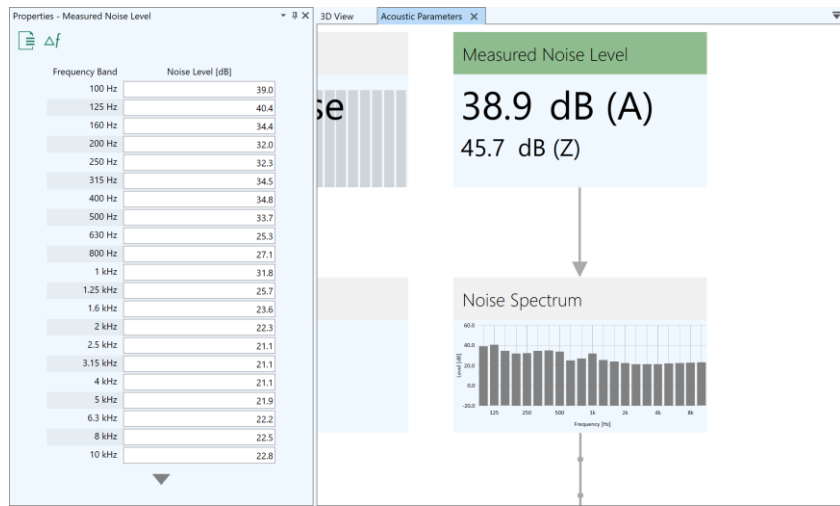 Properties - Measured Noise Level
Δf
Frequency Band Noise Level [dB]
100 Hz 39.0
125 Hz 40.4
160 Hz 34.4
200 Hz 32.0
250 Hz 32.3
315 Hz 34.5
400 Hz 34.8
500 Hz 33.7
630 Hz 25.3
800 Hz 27.1
1 kHz 31.8
1.25 kHz 25.7
1.6 kHz 23.6
2 kHz 22.3
2.5 kHz 21.1
3.15 kHz 21.1
4 kHz 21.1
5 kHz 21.9
6.3 kHz 22.2
8 kHz 22.5
10 kHz 22.8
3D View Acoustic Parameters
se
Measured Noise Level
38.9 dB (A)
45.7 dB (Z)
Noise Spectrum
60.0
40.0
20.0
0.0
-20.0
Level [dB]
125 250 500 1k 2k 4k 8k
Frequency [Hz]